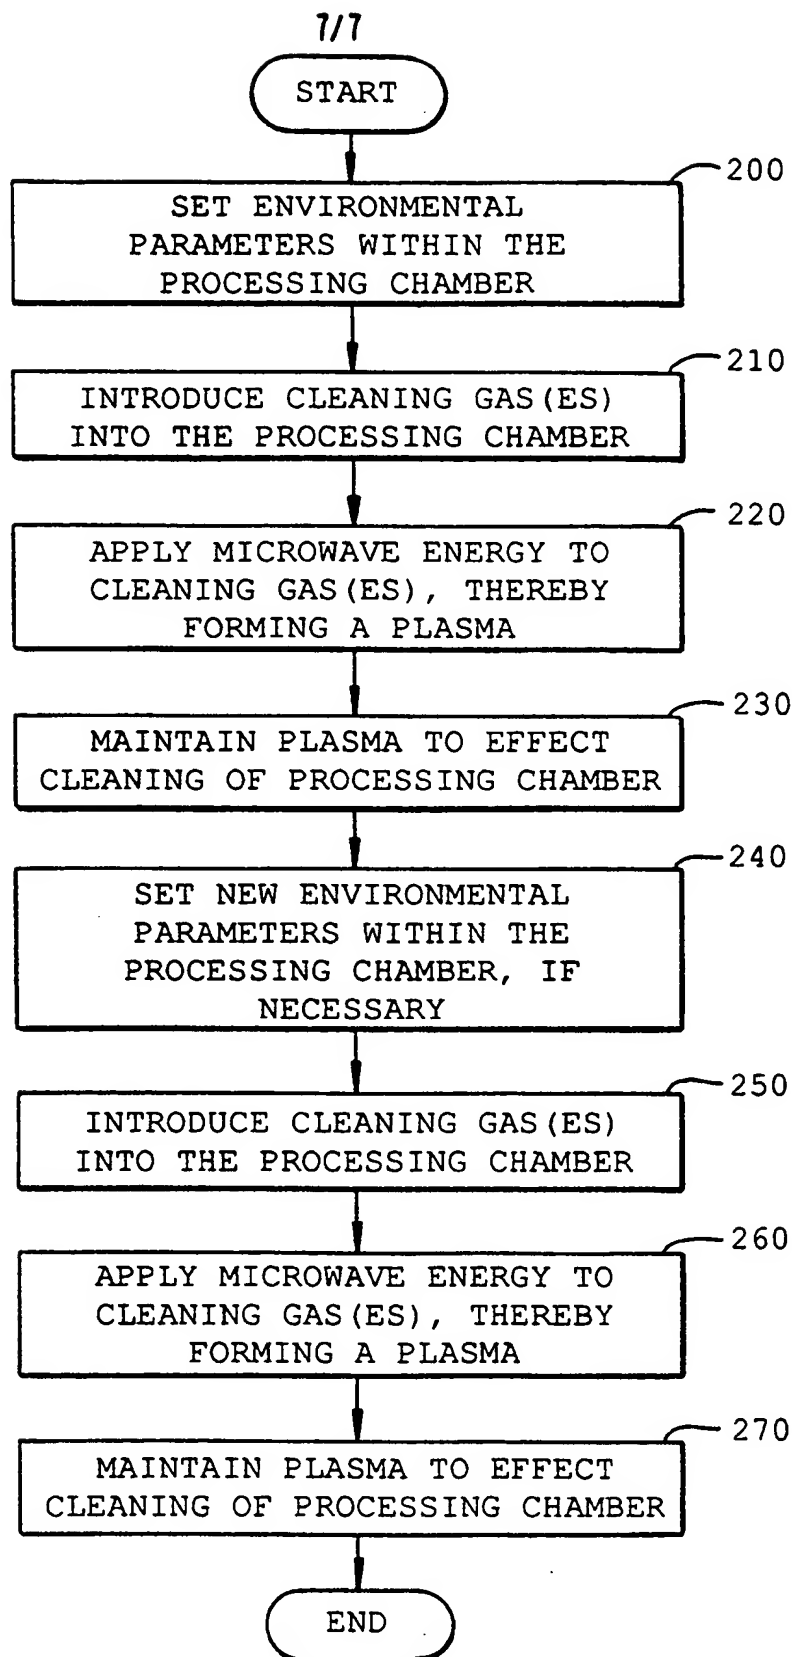 7/7
START
200
SET ENVIRONMENTAL
PARAMETERS WITHIN THE
PROCESSING CHAMBER
210
INTRODUCE CLEANING GAS(ES)
INTO THE PROCESSING CHAMBER
220
APPLY MICROWAVE ENERGY TO
CLEANING GAS(ES), THEREBY
FORMING A PLASMA
230
MAINTAIN PLASMA TO EFFECT
CLEANING OF PROCESSING CHAMBER
240
SET NEW ENVIRONMENTAL
PARAMETERS WITHIN THE
PROCESSING CHAMBER, IF
NECESSARY
250
INTRODUCE CLEANING GAS(ES)
INTO THE PROCESSING CHAMBER
260
APPLY MICROWAVE ENERGY TO
CLEANING GAS(ES), THEREBY
FORMING A PLASMA
270
MAINTAIN PLASMA TO EFFECT
CLEANING OF PROCESSING CHAMBER
END